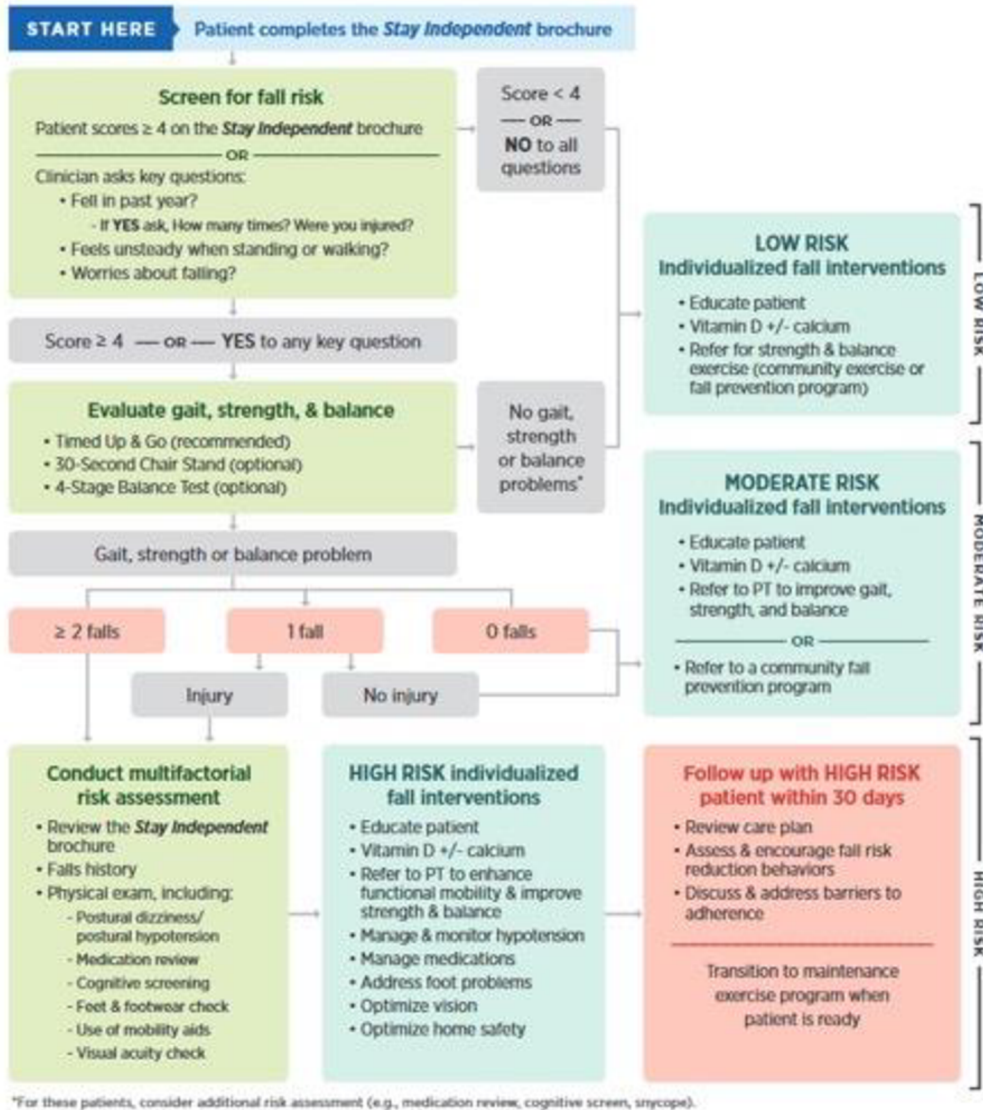 START HERE
Patient completes the Stay Independent brochure
Screen for fall risk
Patient scores ≥ 4 on the Stay Independent brochure
OR
Clinician asks key questions:
• Fell in past year?
- If YES ask, How many times? Were you injured?
• Feels unsteady when standing or walking?
• Worries about falling?
Score < 4
OR
NO to all
questions
Score ≥ 4 — OR — YES to any key question
Evaluate gait, strength, & balance
• Timed Up & Go (recommended)
• 30-Second Chair Stand (optional)
• 4-Stage Balance Test (optional)
No gait,
strength
or balance
problems*
LOW RISK
Individualized fall interventions
• Educate patient
• Vitamin D +/- calcium
• Refer for strength & balance
exercise (community exercise or
fall prevention program)
LOW RISK
Gait, strength or balance problem
≥ 2 falls
1 fall
0 falls
Injury
No injury
MODERATE RISK
Individualized fall interventions
• Educate patient
• Vitamin D +/- calcium
• Refer to PT to improve gait,
strength, and balance
OR
• Refer to a community fall
prevention program
MODERATE RISK
Conduct multifactorial
risk assessment
• Review the Stay Independent
brochure
• Falls history
• Physical exam, including:
- Postural dizziness/
postural hypotension
- Medication review
- Cognitive screening
- Feet & footwear check
- Use of mobility aids
- Visual acuity check
HIGH RISK individualized
fall interventions
• Educate patient
• Vitamin D +/- calcium
• Refer to PT to enhance
functional mobility & improve
strength & balance
• Manage & monitor hypotension
• Manage medications
• Address foot problems
• Optimize vision
• Optimize home safety
Follow up with HIGH RISK
patient within 30 days
• Review care plan
• Assess & encourage fall risk
reduction behaviors
• Discuss & address barriers to
adherence
Transition to maintenance
exercise program when
patient is ready
HIGH RISK
*For these patients, consider additional risk assessment (e.g., medication review, cognitive screen, snycope).